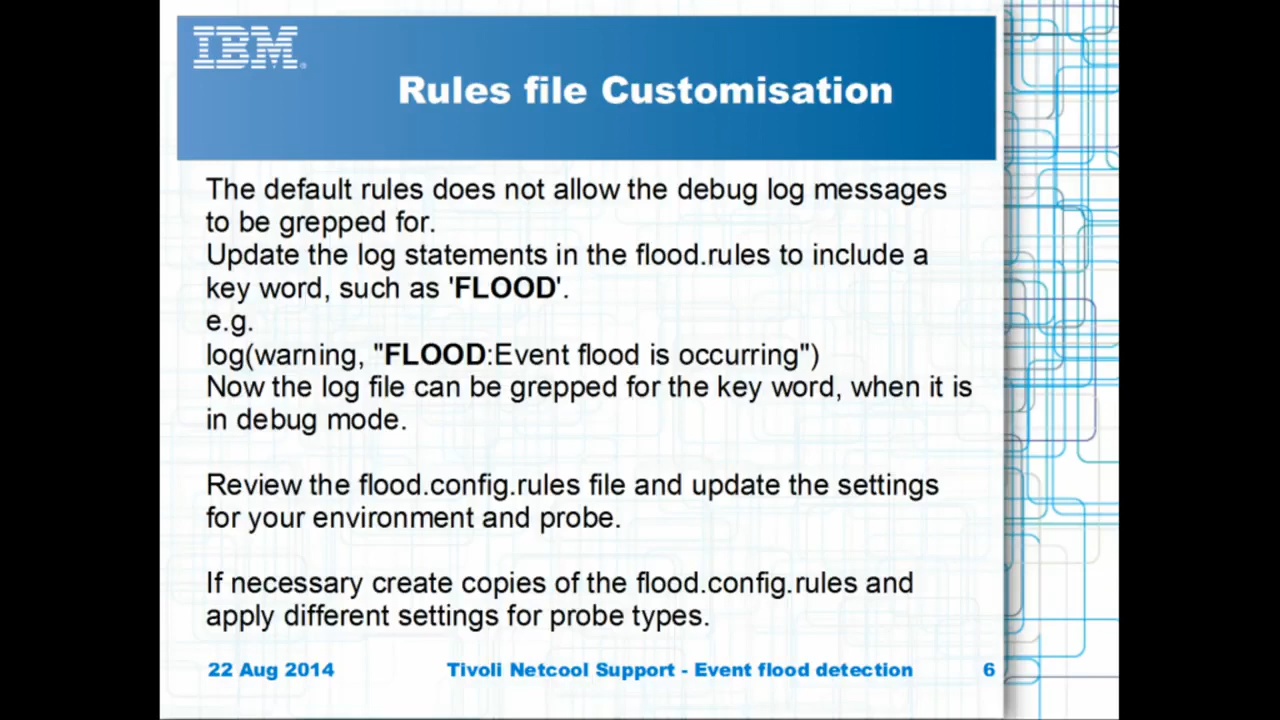 IBM
Rules file Customisation
The default rules does not allow the debug log messages
to be grepped for.
Update the log statements in the flood.rules to include a
key word, such as 'FLOOD'.
e.g.
log(warning, "FLOOD:Event flood is occurring")
Now the log file can be grepped for the key word, when it is
in debug mode.
Review the flood.config.rules file and update the settings
for your environment and probe.
If necessary create copies of the flood.config.rules and
apply different settings for probe types.
22 Aug 2014 Tivoli Netcool Support - Event flood detection 6